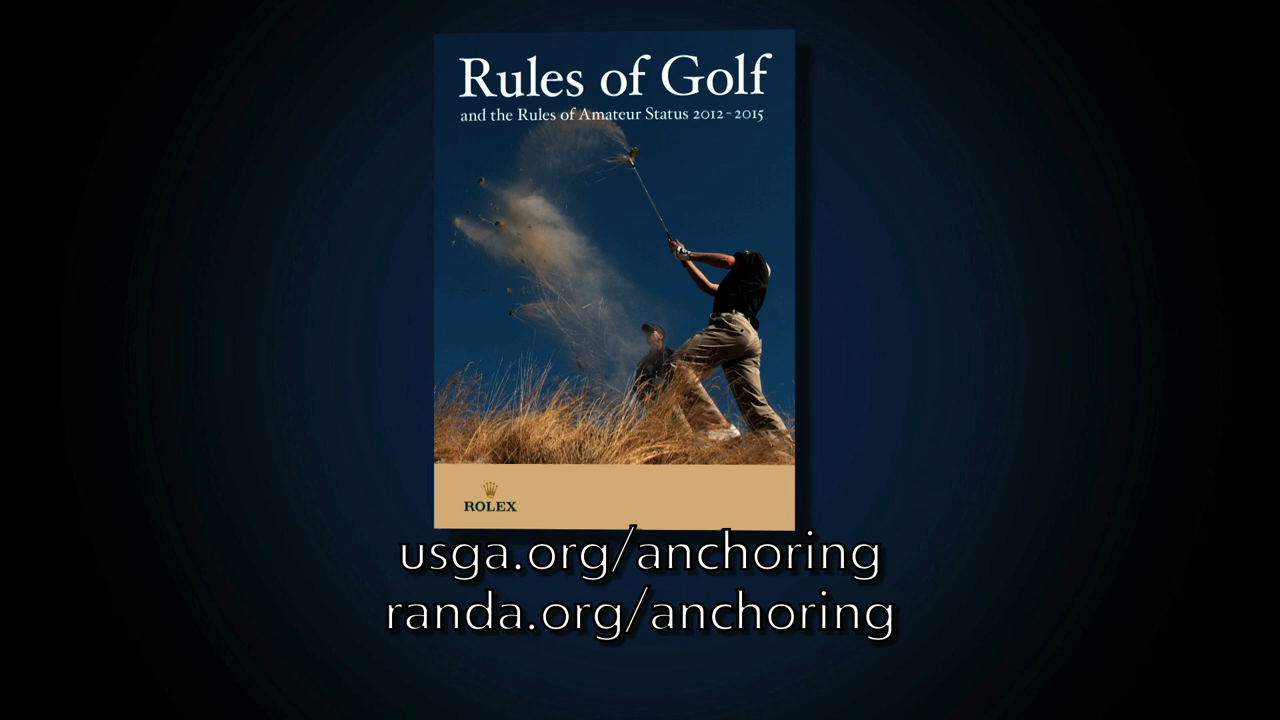 Rules of Golf
and the Rules of Amateur Status 2012-2015
ROLEX
usga.org/anchoring
randa.org/anchoring